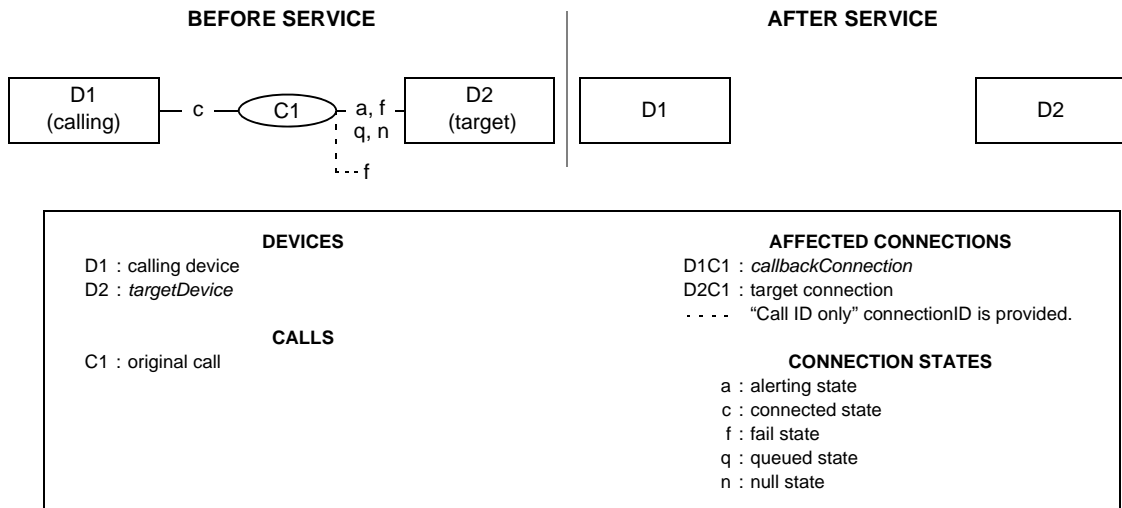 BEFORE SERVICE
AFTER SERVICE
D1
(calling)
c
C1
a, f
q, n
f
D2
(target)
D1
D2
DEVICES
D1 : calling device
D2 : targetDevice
CALLS
C1 : original call
AFFECTED CONNECTIONS
D1C1 : callbackConnection
D2C1 : target connection
- - - - “Call ID only” connectionID is provided.
CONNECTION STATES
a : alerting state
c : connected state
f : fail state
q : queued state
n : null state